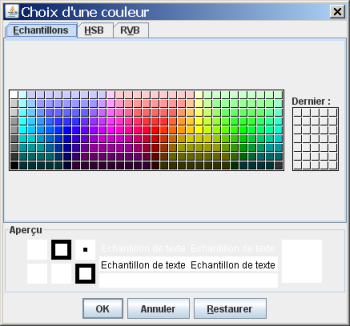 Choix d'une couleur
Echantillons HSB RVB
Dernier :
Aperçu
Echantillon de texte Echantillon de texte
Echantillon de texte Echantillon de texte
OK Annuler Restaurer